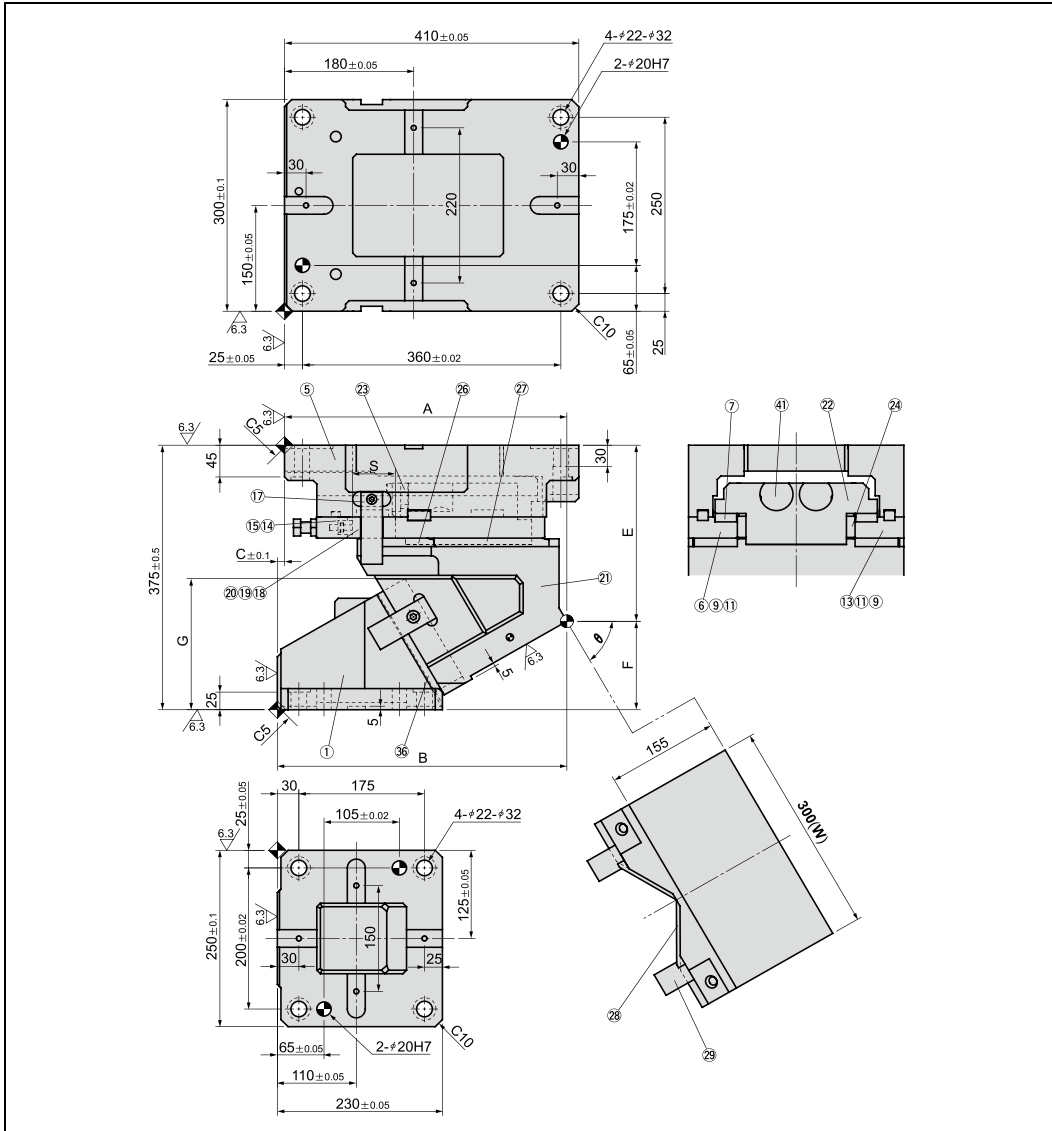 410±0.05
4-φ22-φ32
180±0.05
2-φ20H7
30
30
300±0.1
150±0.05
220
175±0.02
250
6.3
6.3
C10
65±0.05
25
25±0.05
360±0.02
⑤ ㉓ ㉖ ㉗
A
6.3
6.3
C5
45
S
30
⑰
⑮⑭
C±0.1
375±0.5
E
⑳⑲⑱
㉑
G
θ
F
6.3
5
6.3
25
5
6.3
C5
①
㊱
B
⑦ ㊶ ㉒ ㉔
⑥⑨⑪
⑬⑪⑨
155
300(W)
㉘
㉙
30
175
25±0.05
105±0.02
4-φ22-φ32
6.3
6.3
250±0.1
200±0.02
150
125±0.05
30
25
C10
65±0.05
2-φ20H7
110±0.05
230±0.05